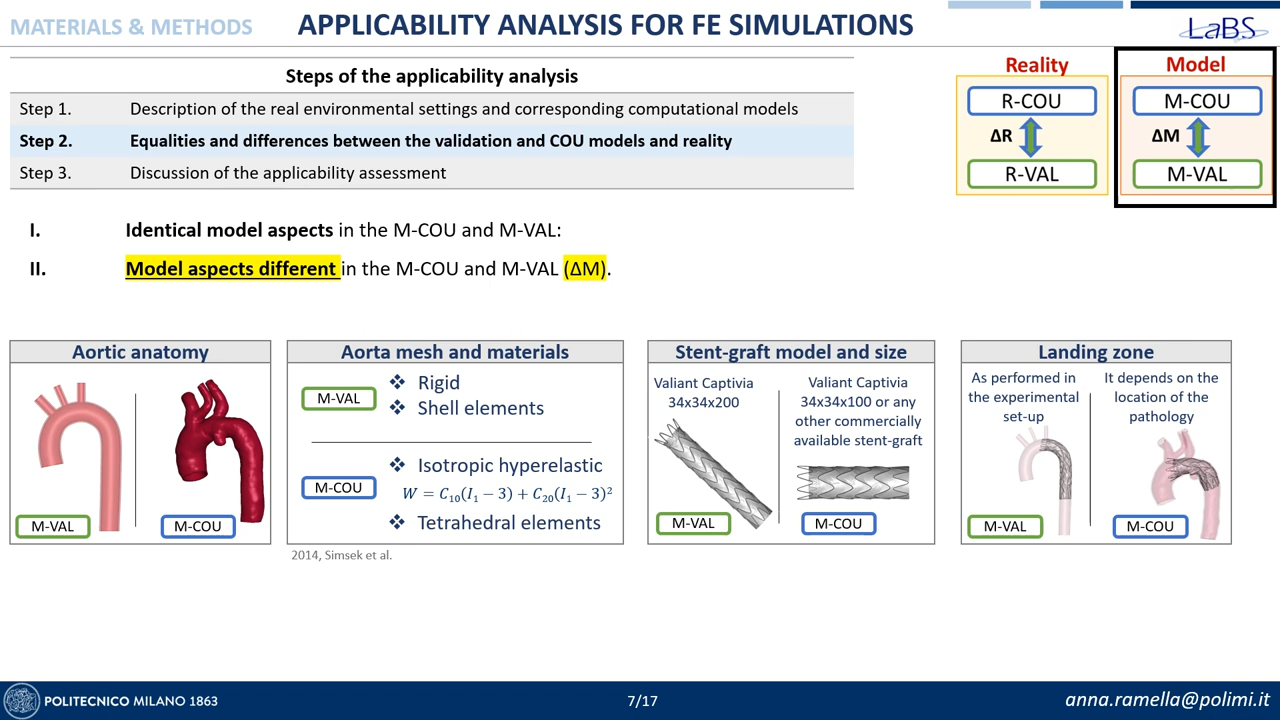 MATERIALS & METHODS
APPLICABILITY ANALYSIS FOR FE SIMULATIONS
LaBS
Steps of the applicability analysis
Step 1. Description of the real environmental settings and corresponding computational models
Step 2. Equalities and differences between the validation and COU models and reality
Step 3. Discussion of the applicability assessment
Reality
R-COU
ΔR
R-VAL
Model
M-COU
ΔM
M-VAL
I. Identical model aspects in the M-COU and M-VAL:
II. Model aspects different in the M-COU and M-VAL (ΔM).
Aortic anatomy
M-VAL
M-COU
Aorta mesh and materials
M-VAL
❖ Rigid
❖ Shell elements
M-COU
❖ Isotropic hyperelastic
W = C₁₀(I₁ − 3) + C₂₀(I₁ − 3)²
❖ Tetrahedral elements
2014, Simsek et al.
Stent-graft model and size
Valiant Captivia
34x34x200
M-VAL
Valiant Captivia
34x34x100 or any
other commercially
available stent-graft
M-COU
Landing zone
As performed in
the experimental
set-up
M-VAL
It depends on the
location of the
pathology
M-COU
POLITECNICO MILANO 1863
7/17
anna.ramella@polimi.it